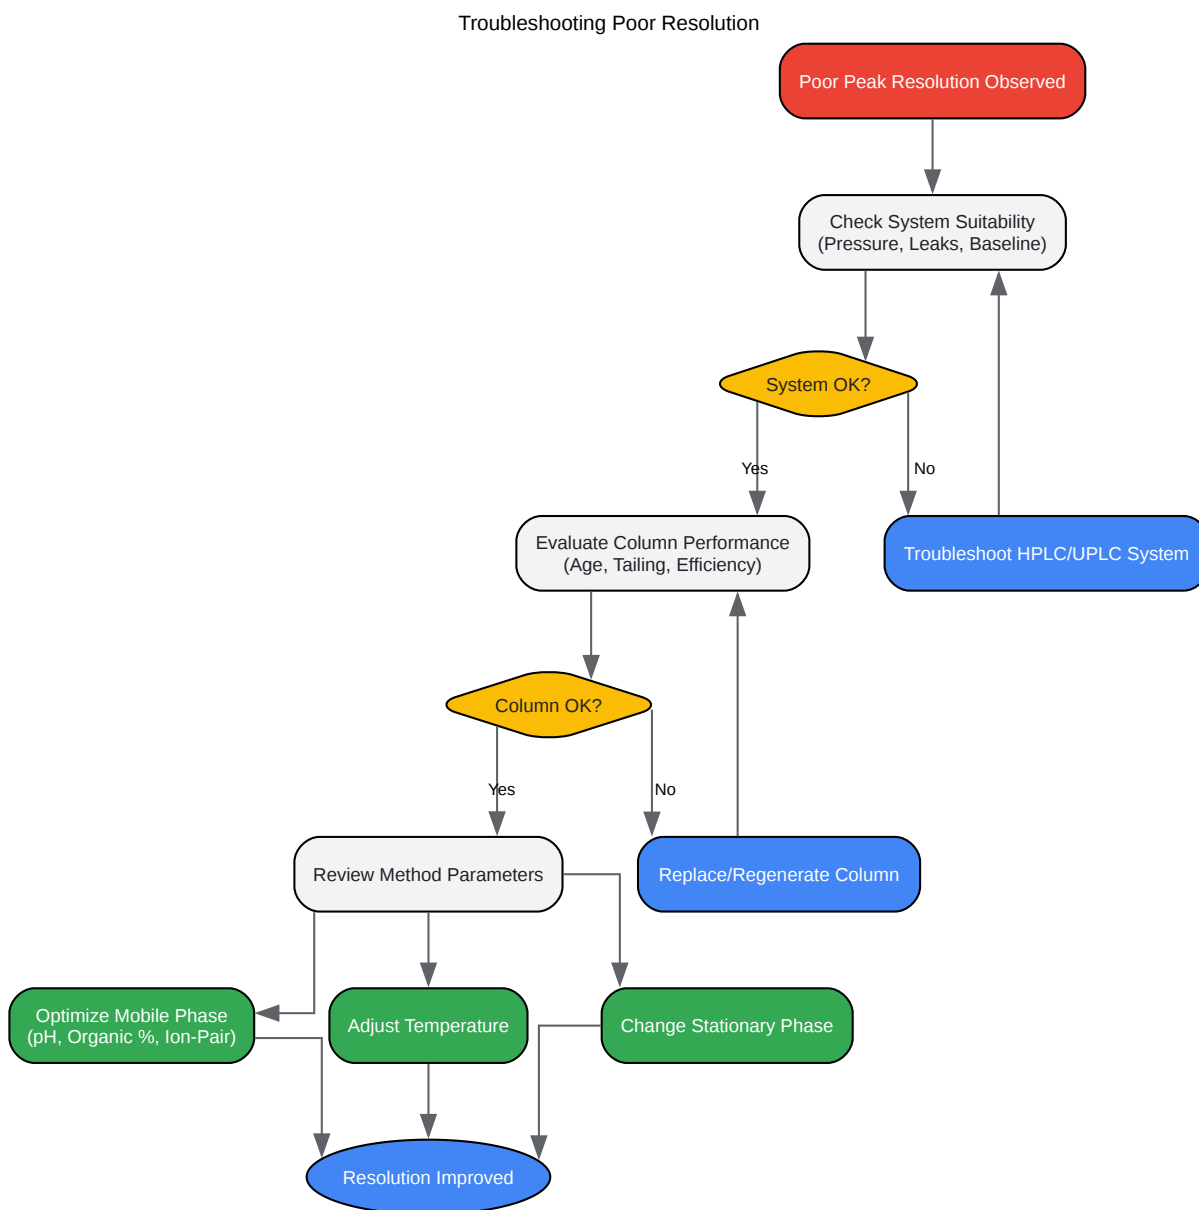 Troubleshooting Poor Resolution
Poor Peak Resolution Observed
Check System Suitability
(Pressure, Leaks, Baseline)
System OK?
Yes
No
Evaluate Column Performance
(Age, Tailing, Efficiency)
Troubleshoot HPLC/UPLC System
Column OK?
Yes
No
Review Method Parameters
Replace/Regenerate Column
Optimize Mobile Phase
(pH, Organic %, Ion-Pair)
Adjust Temperature
Change Stationary Phase
Resolution Improved